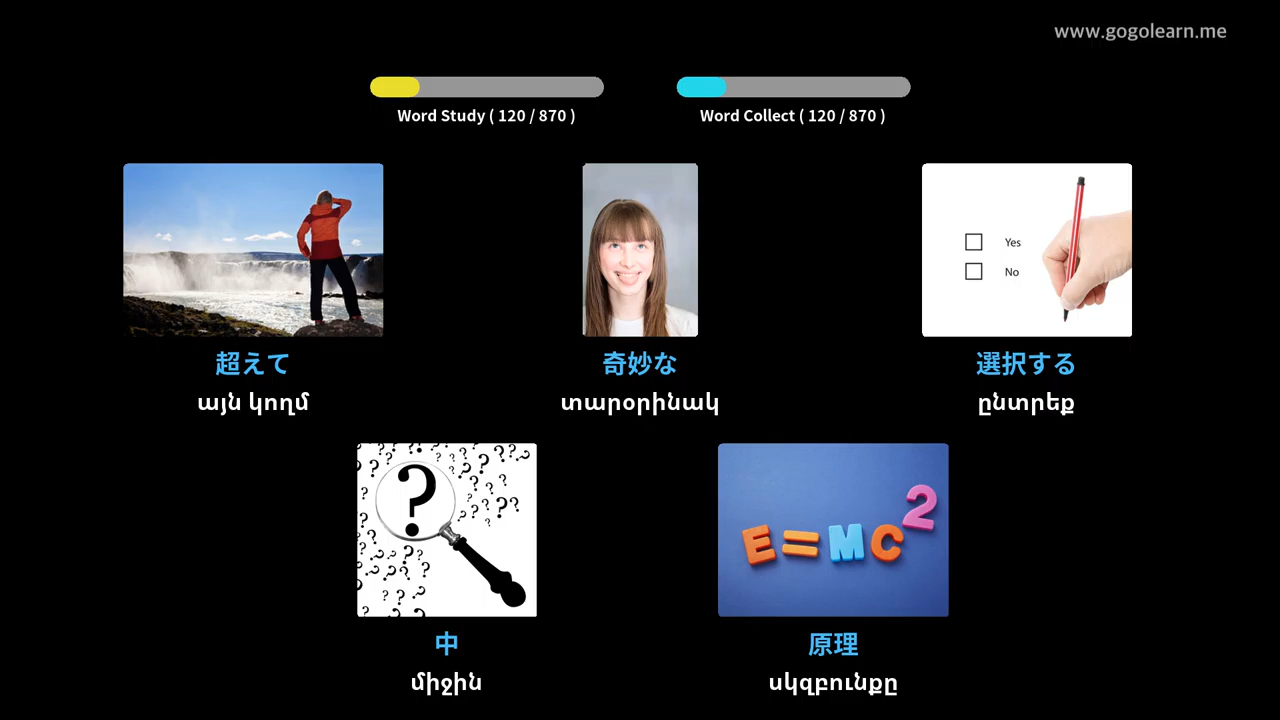 www.gogolearn.me
Word Study ( 120 / 870 )
Word Collect ( 120 / 870 )
Yes
No
超えて
այն կողմ
奇妙な
տարօրինակ
選択する
ընտրեք
?
E=MC2
中
միջին
原理
սկզբունքը